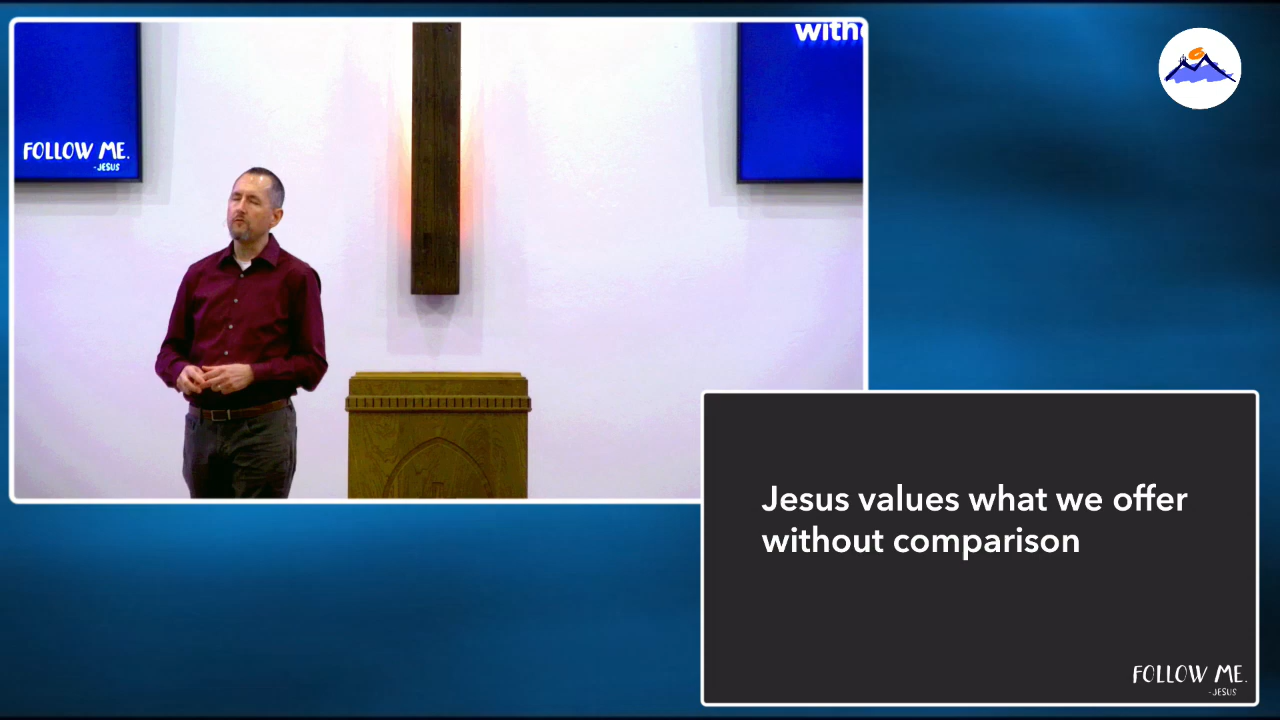 FOLLOW ME.
-JESUS
Jesus values what we offer
without comparison
FOLLOW ME.
-JESUS